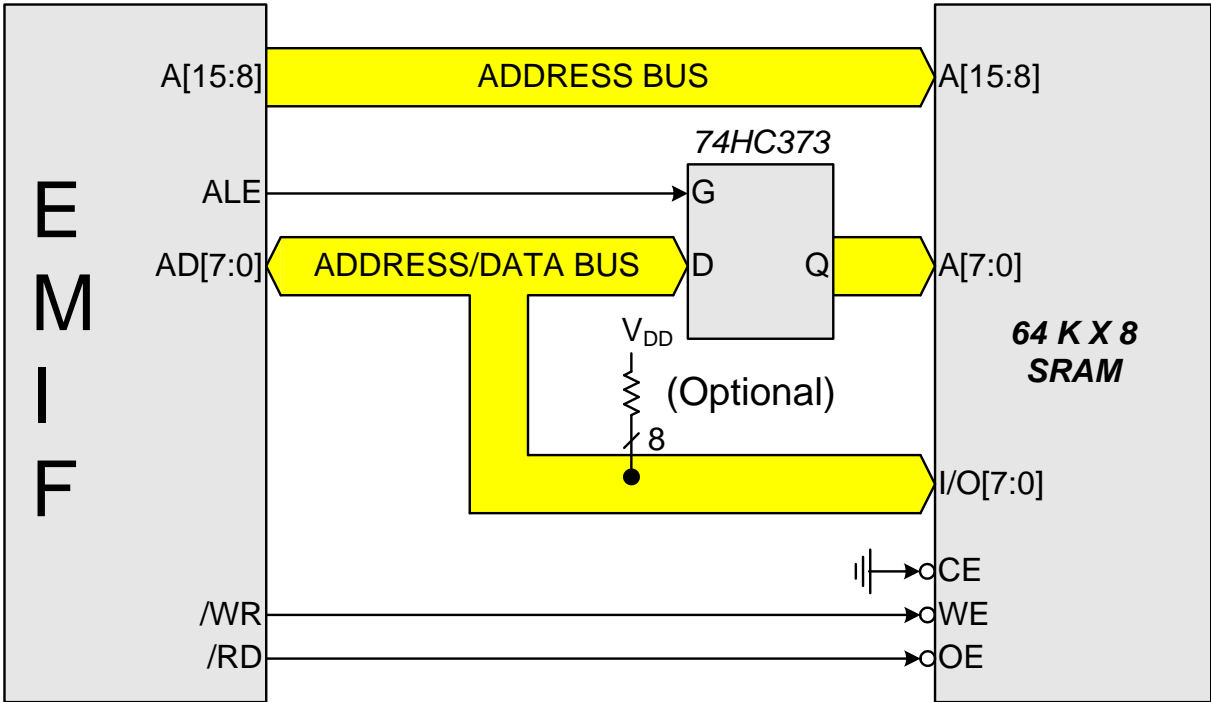 A[15:8]
ADDRESS BUS
A[15:8]
74HC373
ALE
G
AD[7:0]
ADDRESS/DATA BUS
D
Q
A[7:0]
E
M
I
F
VDD
(Optional)
8
64 K X 8
SRAM
I/O[7:0]
CE
/WR
WE
/RD
OE